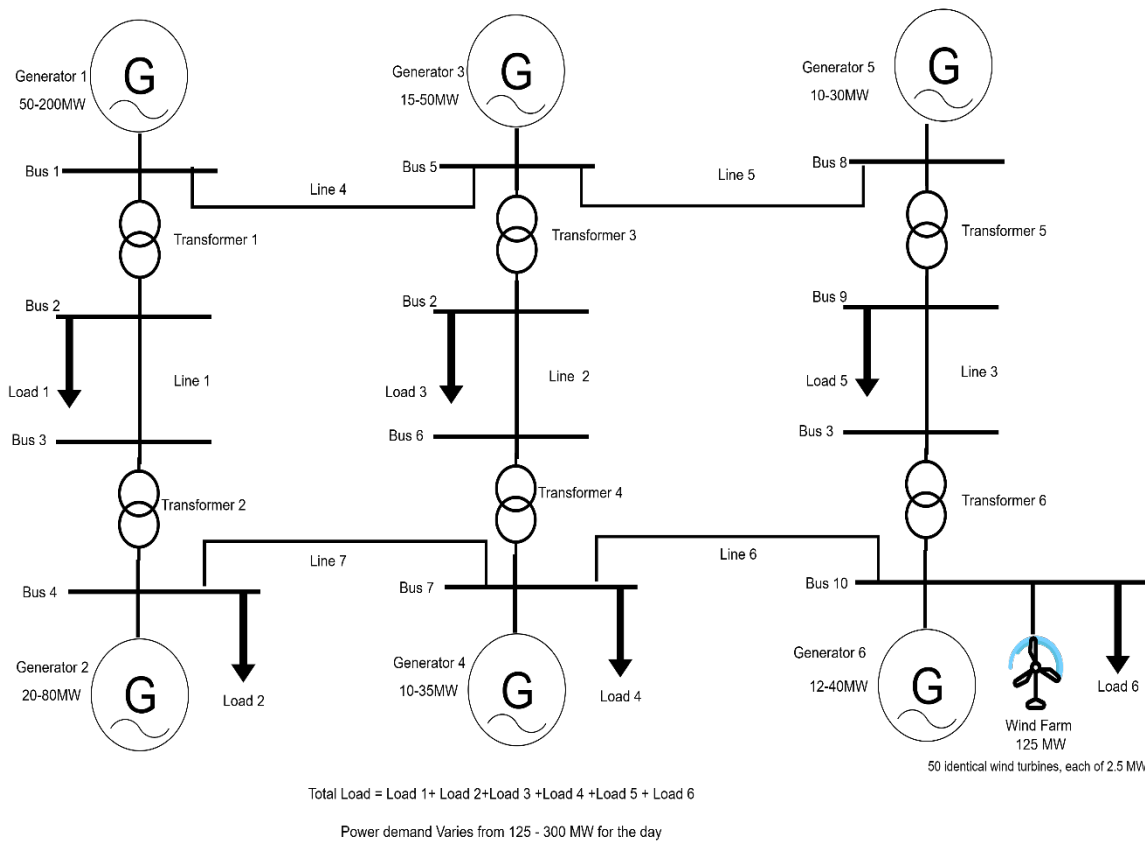 Generator 1
50-200MW
G
Generator 3
15-50MW
G
Generator 5
10-30MW
G
Bus 1
Bus 5
Bus 8
Line 4
Line 5
Transformer 1
Transformer 3
Transformer 5
Bus 2
Bus 2
Bus 9
Load 1
Line 1
Load 3
Line 2
Load 5
Line 3
Bus 3
Bus 6
Bus 3
Transformer 2
Transformer 4
Transformer 6
Line 7
Line 6
Bus 4
Bus 7
Bus 10
Generator 2
20-80MW
G
Load 2
Generator 4
10-35MW
G
Load 4
Generator 6
12-40MW
G
Load 6
Wind Farm
125 MW
50 identical wind turbines, each of 2.5 MW
Total Load = Load 1+ Load 2+Load 3 +Load 4 +Load 5 + Load 6
Power demand Varies from 125 - 300 MW for the day